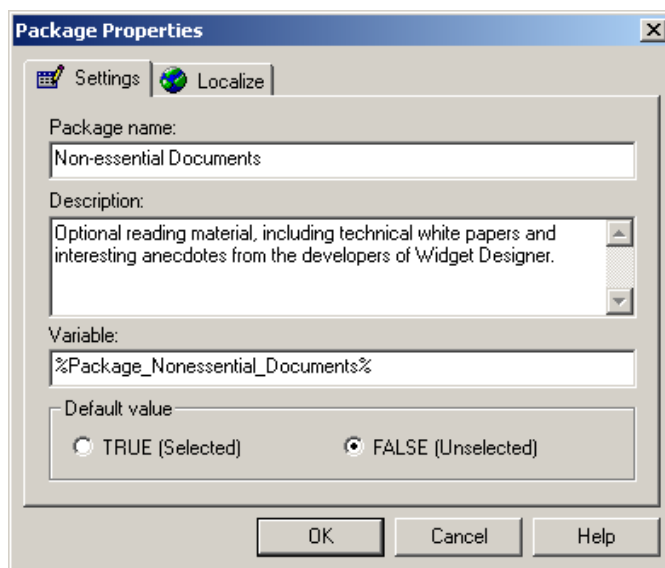 Package Properties
Settings
Localize
Package name:
Non-essential Documents
Description:
Optional reading material, including technical white papers and
interesting anecdotes from the developers of Widget Designer.
Variable:
%Package_Nonessential_Documents%
Default value
TRUE (Selected)
FALSE (Unselected)
OK
Cancel
Help